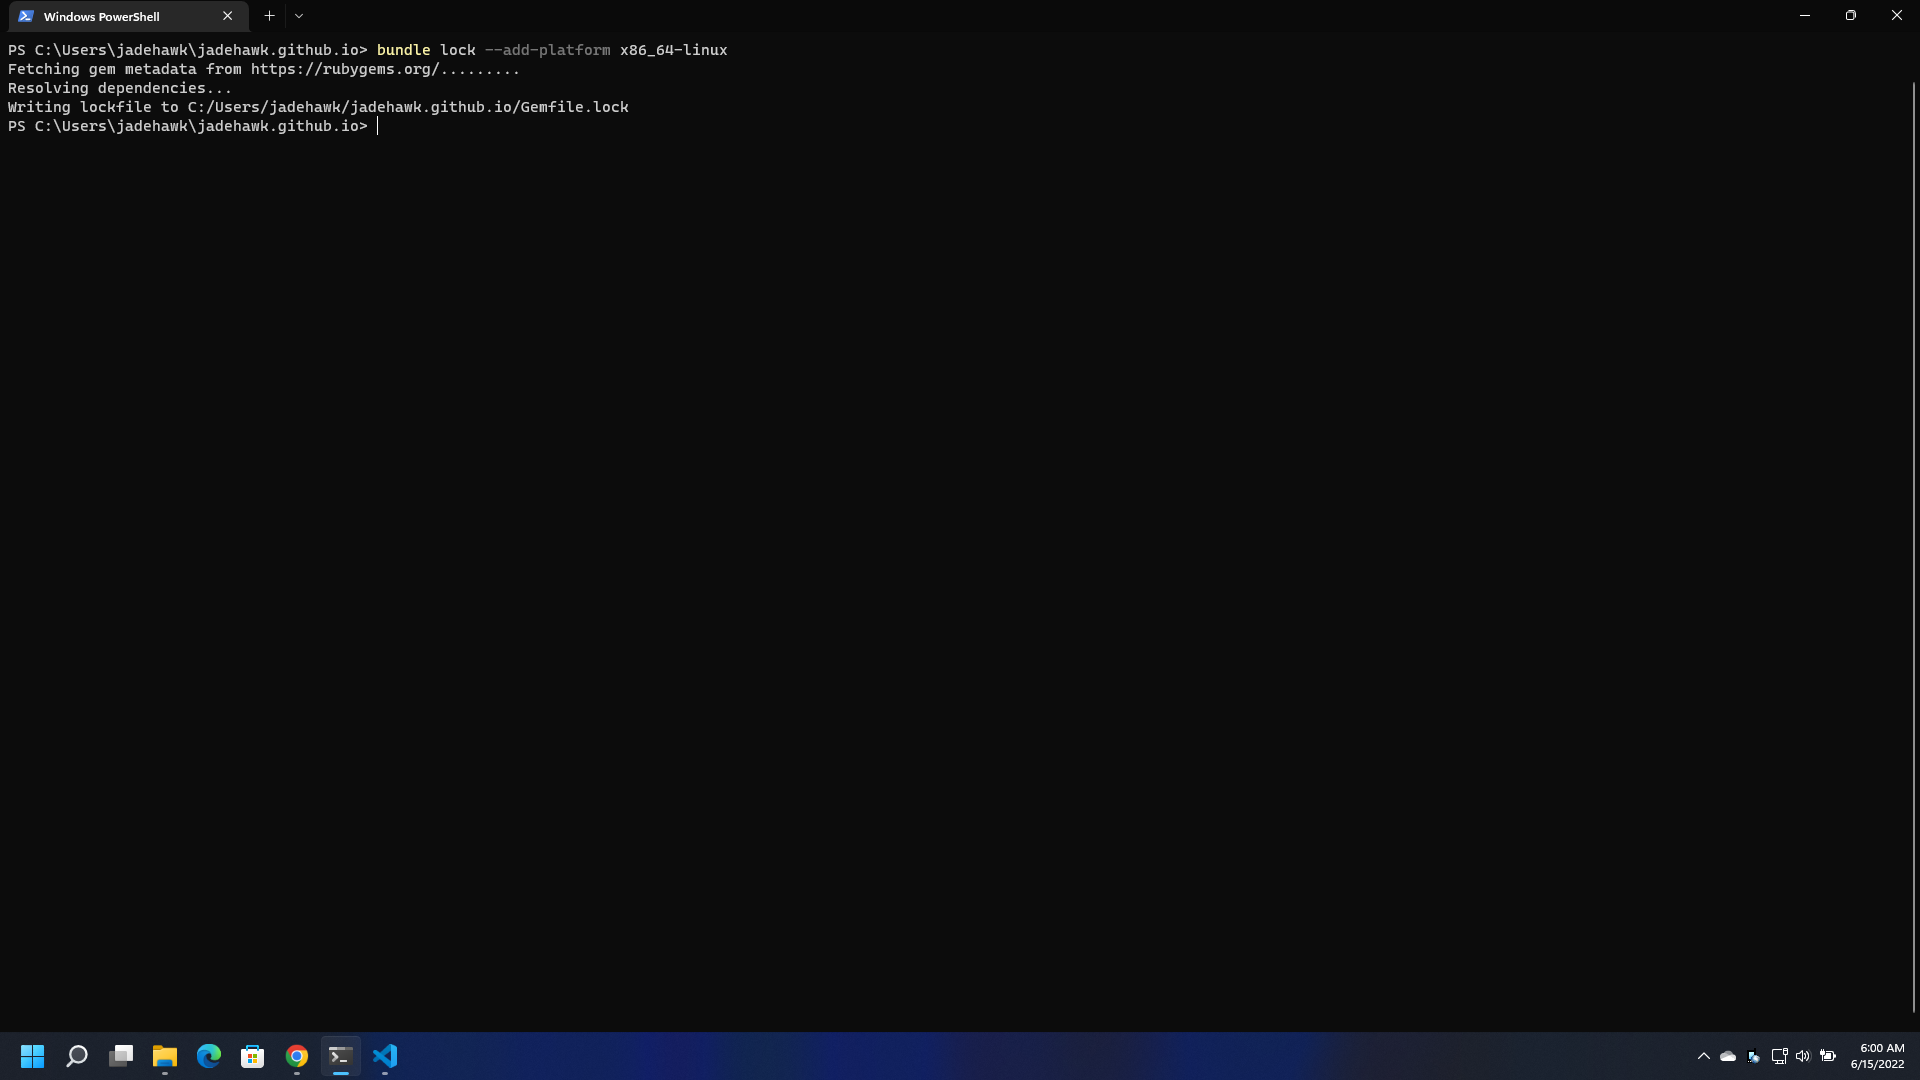 Windows PowerShell
PS C:\Users\jadehawk\jadehawk.github.io> bundle lock --add-platform x86_64-linux
Fetching gem metadata from https://rubygems.org/.........
Resolving dependencies...
Writing lockfile to C:/Users/jadehawk/jadehawk.github.io/Gemfile.lock
PS C:\Users\jadehawk\jadehawk.github.io>
6:00 AM
6/15/2022